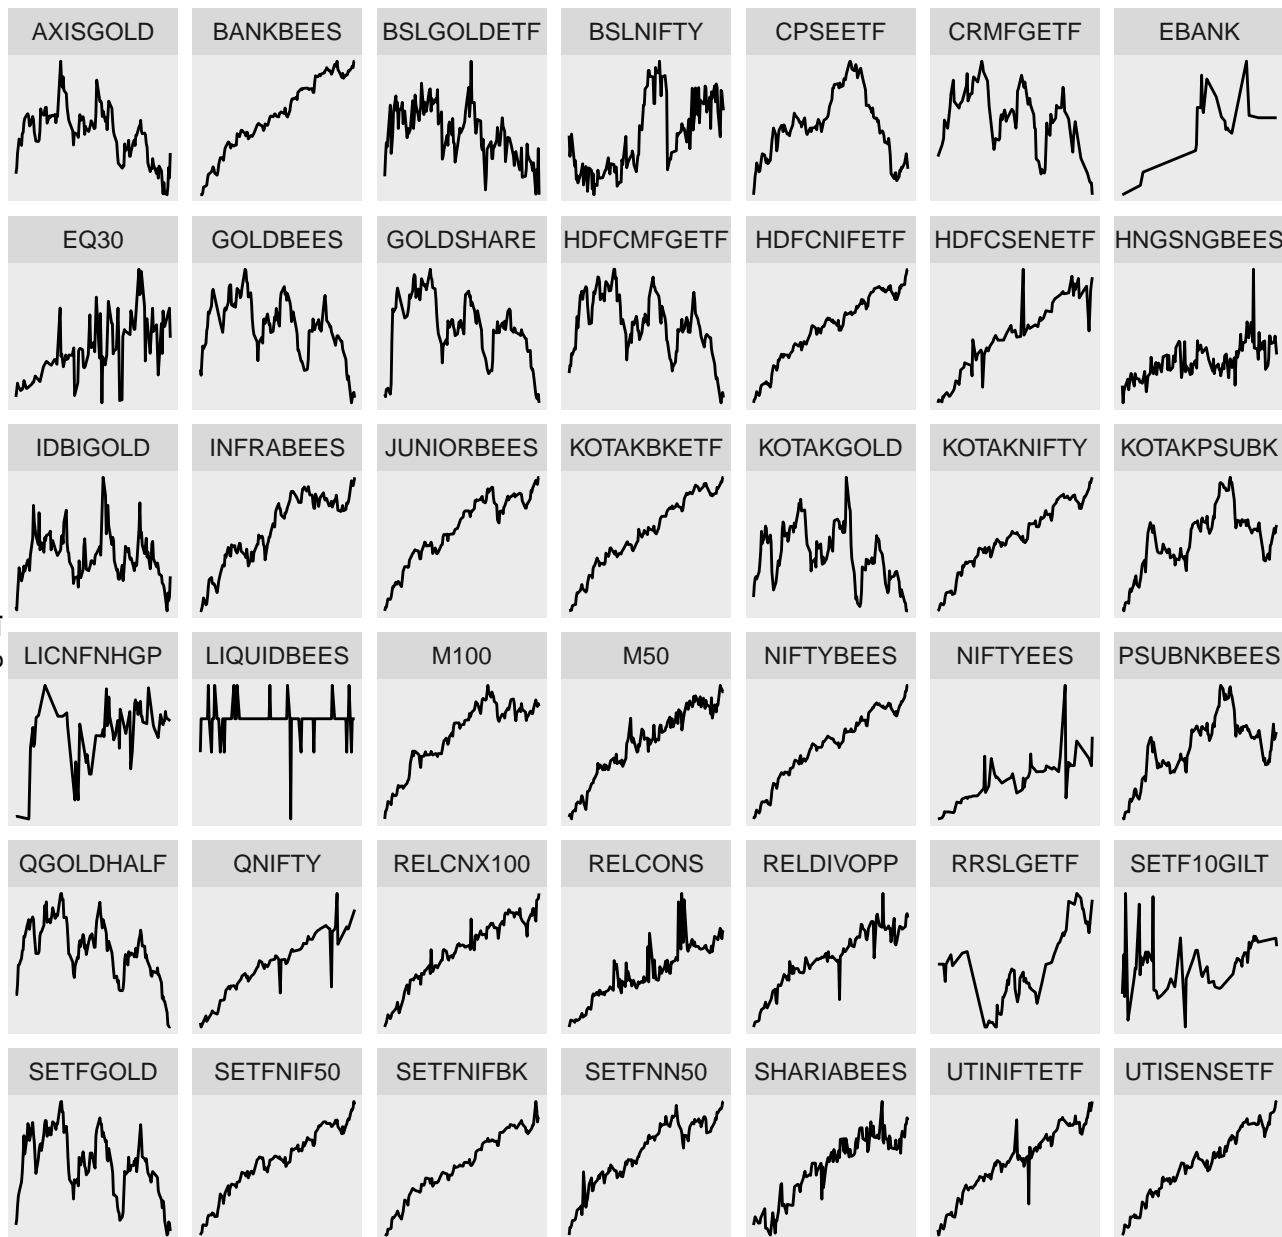 AXISGOLD BANKBEES BSLGOLDETF BSLNIFTY CPSEETF CRMFGETF EBANK
EQ30 GOLDBEES GOLDSHARE HDFCMFGETF HDFCNIFETF HDFCSENETF HNGSNGBEES
IDBIGOLD INFRABEES JUNIORBEES KOTAKBKETF KOTAKGOLD KOTAKNIFTY KOTAKPSUBK
LICNFNHGP LIQUIDBEES M100 M50 NIFTYBEES NIFTYEES PSUBNKBEES
QGOLDHALF QNIFTY RELCNX100 RELCONS RELDIVOPP RRSLGETF SETF10GILT
SETFGOLD SETFNIF50 SETFNIFBK SETFNN50 SHARIABEES UTINIFTETF UTISENSETF